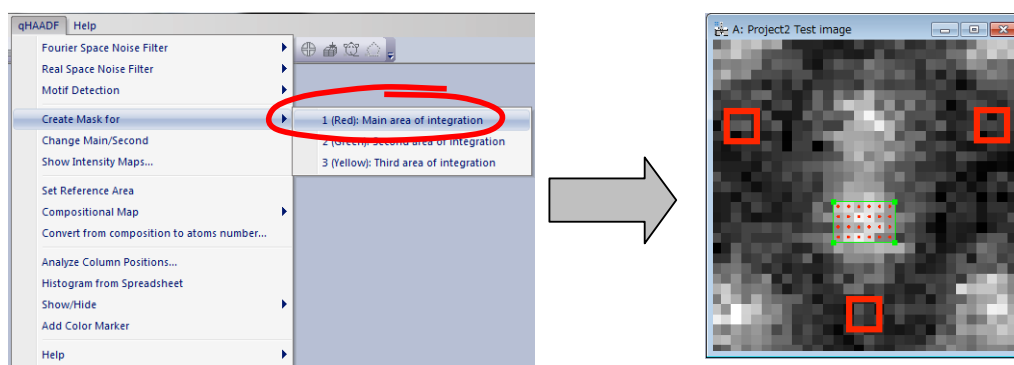 qHAADF Help
Fourier Space Noise Filter
Real Space Noise Filter
Motif Detection
Create Mask for
Change Main/Second
Show Intensity Maps...
Set Reference Area
Compositional Map
Convert from composition to atoms number...
Analyze Column Positions...
Histogram from Spreadsheet
Show/Hide
Add Color Marker
Help
1 (Red): Main area of integration
2 (Green): Second area of integration
3 (Yellow): Third area of integration
A: Project2 Test image